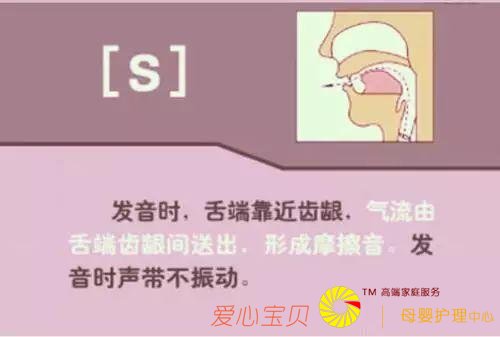 [s]
发音时，舌端靠近齿龈，气流由
舌端齿龈间送出，形成摩擦音。发
音时声带不振动。
爱心宝贝
TM 高端家庭服务
母婴护理中心